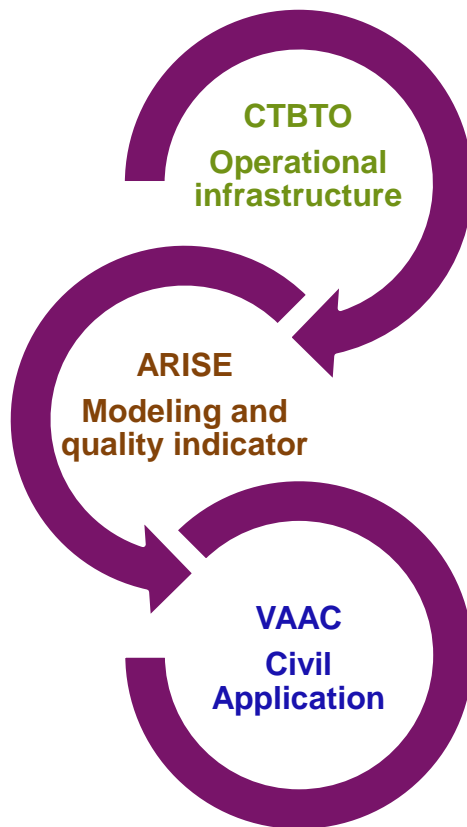 CTBTO
Operational
infrastructure
ARISE
Modeling and
quality indicator
VAAC
Civil
Application